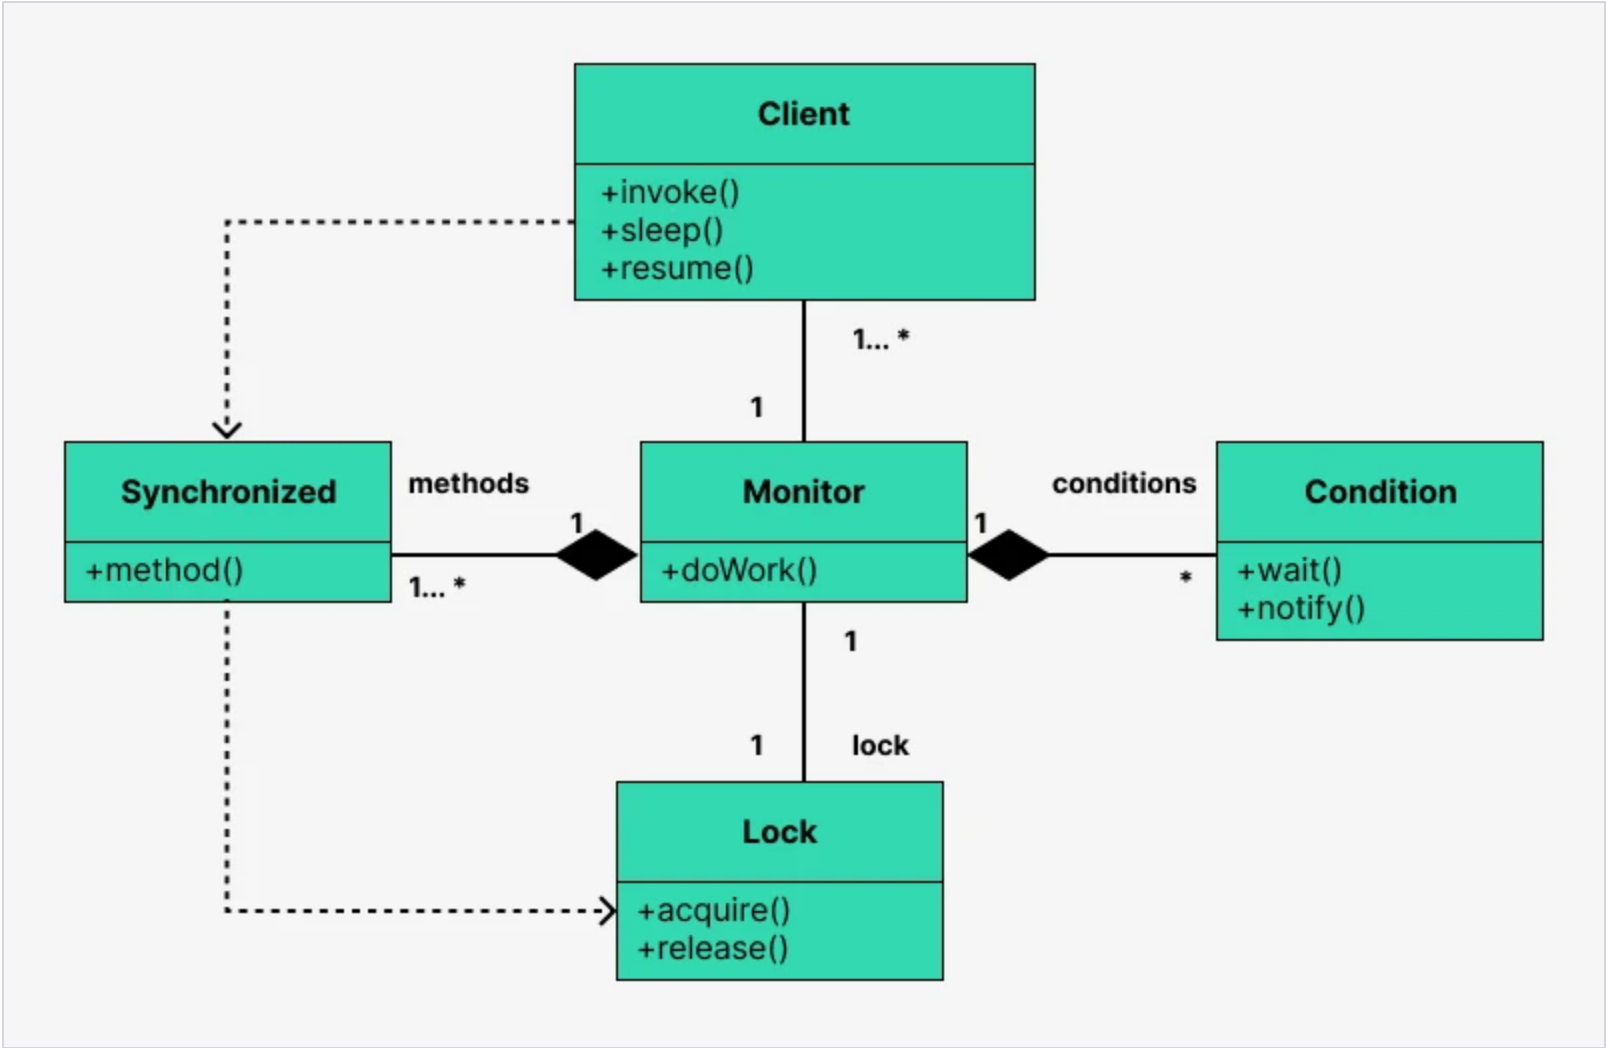 Client
+invoke()
+sleep()
+resume()
1... *
1
Synchronized
+method()
methods
1
1... *
Monitor
+doWork()
1
conditions
*
Condition
+wait()
+notify()
1
1
lock
Lock
+acquire()
+release()